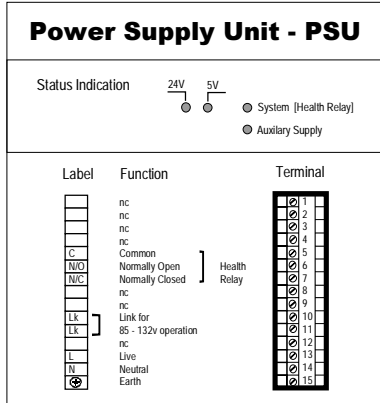 Power Supply Unit - PSU
Status Indication
24V 5V
System [Health Relay]
Auxilary Supply
Label Function Terminal
nc 1
nc 2
nc 3
nc 4
C Common 5
N/O Normally Open Health 6
N/C Normally Closed Relay 7
nc 8
nc 9
Lk Link for 10
Lk 85 - 132v operation 11
nc 12
L Live 13
N Neutral 14
Earth 15